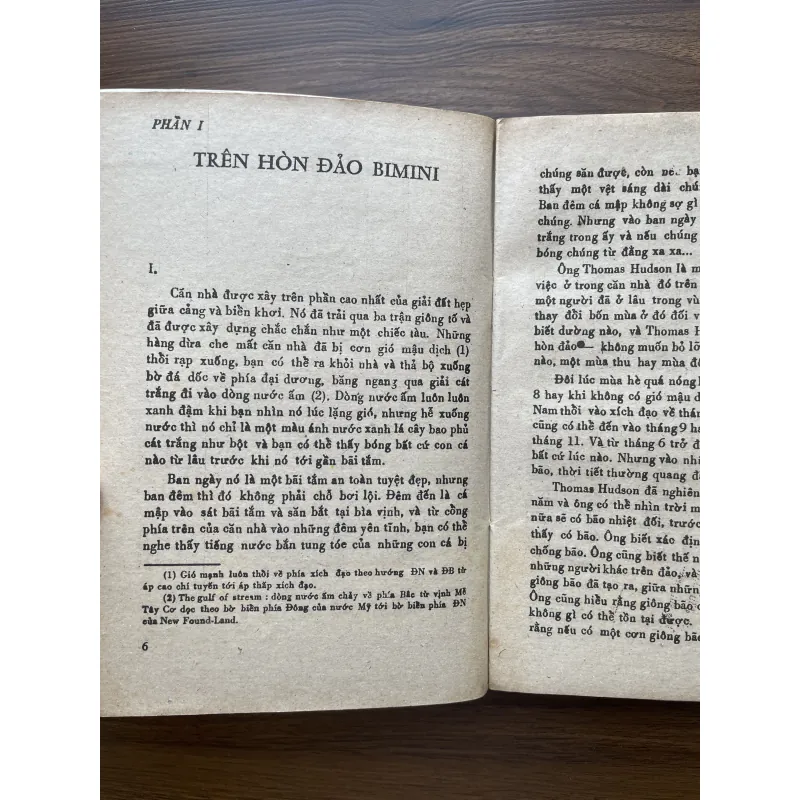 PHẦN I
TRÊN HÒN ĐẢO BIMINI
I.
Căn nhà được xây trên phần cao nhất của giải đất hẹp
giữa cảng và biển khơi. Nó đã trải qua ba trận giông tố và
đã được xây dựng chắc chắn như một chiếc tàu. Những
hàng dừa che mát căn nhà đã bị cơn gió mậu dịch (1)
thồi rạp xuống, bạn có thể ra khỏi nhà và thả bộ xuống
bờ đá dốc về phía đại dương, băng ngang qua giải cát
trắng đi vào dòng nước ấm (2). Dòng nước ấm luôn luôn
xanh đậm khi bạn nhìn nó lúc lặng gió, nhưng hễ xuống
nước thì nó chỉ là một màu ánh nước xanh lá cây bao phủ
cát trắng như bột và bạn có thể thấy bóng bất cứ con cá
nào từ lâu trước khi nó tới gần bãi tắm.
Ban ngày nó là một bãi tắm an toàn tuyệt đẹp, nhưng
ban đêm thì đó không phải chỗ bơi lội. Đêm đến là cá
mập vào sát bãi tắm và săn bắt tại bìa vịnh, và từ cổng
phía trên của căn nhà vào những đêm yên tĩnh, bạn có thể
nghe thấy tiếng nước bắn tung tóe của những con cá bị
(1) Gió mạnh luôn thồi về phía xích đạo theo hướng ĐN và ĐB từ
áp cao chí tuyến tới áp thấp xích đạo.
(2) The gulf of stream : dòng nước ấm chảy về phía Bắc từ vịnh Mễ
Tây Cơ dọc theo bờ biển phía Đông của nước Mỹ tới bờ biển phía ĐN
của New Found-Land.
6
chúng săn được, còn
thấy một vệt sáng dài
Ban đêm cá mập không sợ gì
chúng. Nhưng vào ban ngày
trắng trong ấy và nếu chúng
bóng chúng từ đằng xa xa...
Ông Thomas Hudson là
việc ở trong căn nhà đó trên
một người đã ở lâu trong
thay đổi bốn mùa ở đó đối
biết dường nào, và Thomas
hòn đảo — không muốn bỏ
nào, một mùa thu hay mùa
Đôi lúc mùa hè quá nóng
8 hay khi không có gió mậu
Nam thồi vào xích đạo về
cũng có thể đến vào tháng 9
tháng 11. Và từ tháng 6 trở
bất cứ lúc nào. Nhưng vào
bão, thời tiết thường quang
Thomas Hudson đã nghiên
năm và ông có thể nhìn trời
nữa sẽ có bão nhiệt đới, trước
thấy có bão. Ông biết xác
chống bão. Ông cũng biết thế
những người khác trên đảo, và
giông bão đã tạo ra, giữa những
Ông cũng hiểu rằng giông bão
không gì có thể tồn tại được.
rằng nếu có một cơn giông bão